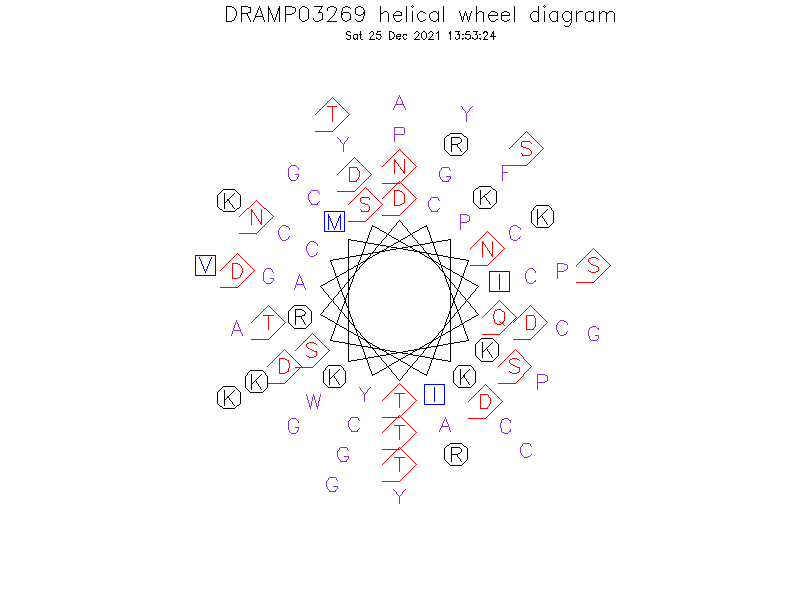 DRAMP03269 helical wheel diagram
Sat 25 Dec 2021 13:53:24
A
T Y
P
Y R S
N
G D G F
K C S D C K
N M P K
C C
C N
V D G A I C P S
A T R Q D C G
S K
D S
K K K P
K W Y T I D
G C T A C
G T R C
G
Y